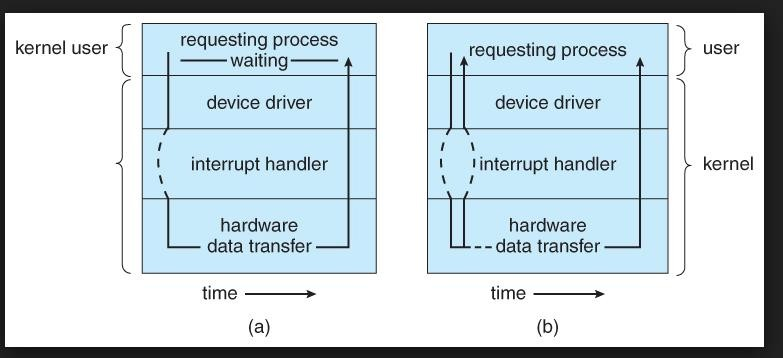 kernel user
requesting process
waiting
device driver
interrupt handler
hardware
data transfer
time
(a)
requesting process
user
device driver
interrupt handler
kernel
hardware
data transfer
time
(b)